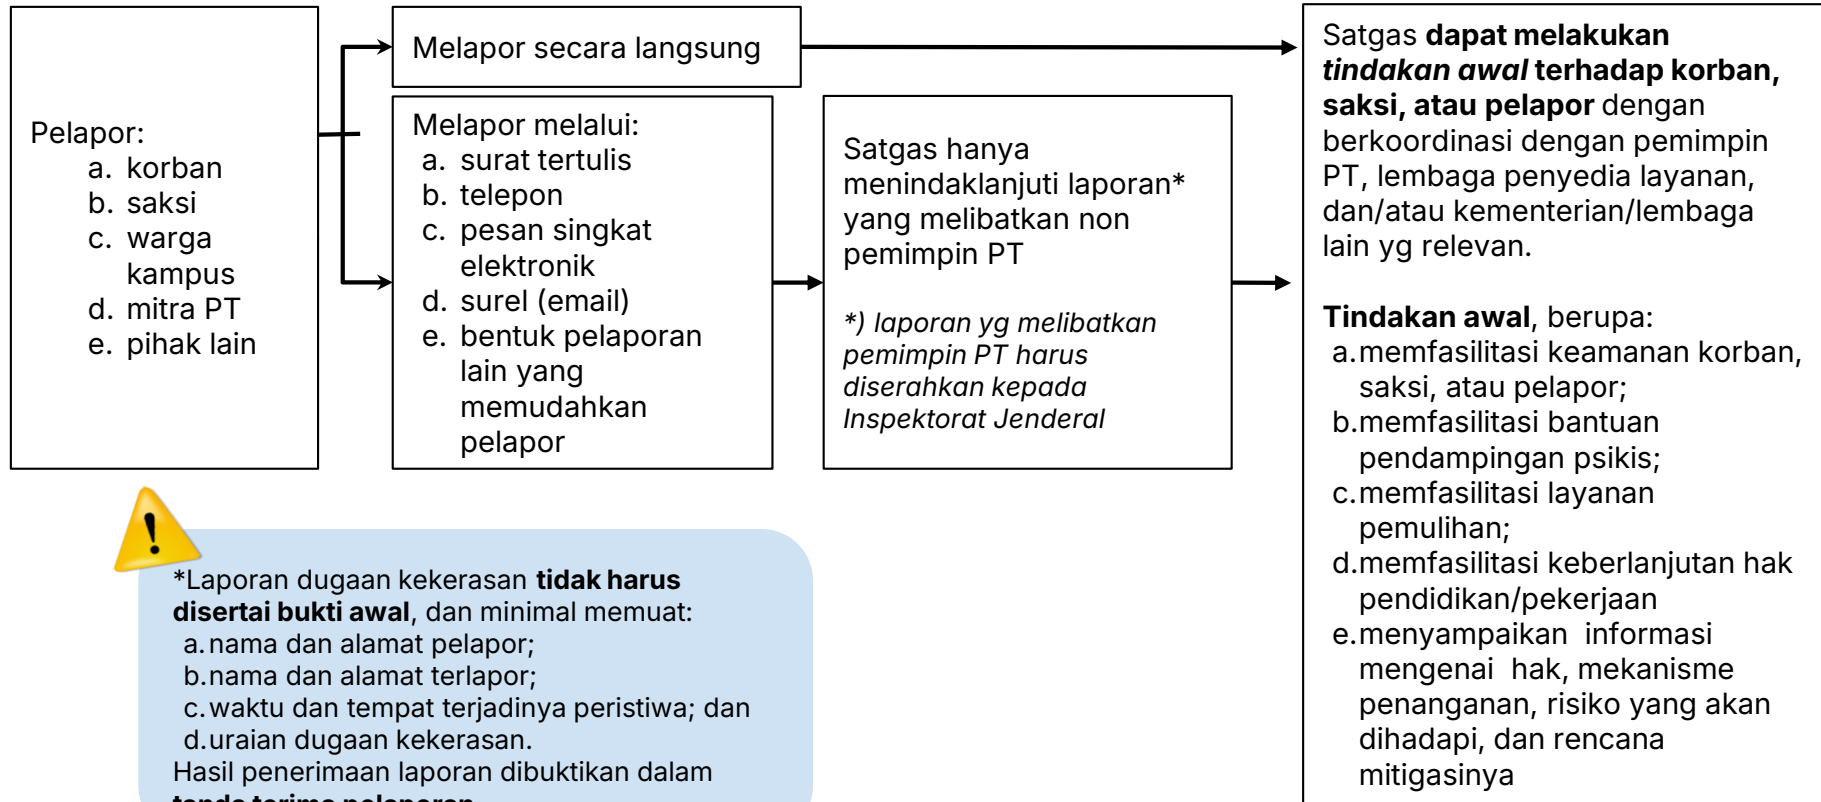 Pelapor:
a. korban
b. saksi
c. warga
kampus
d. mitra PT
e. pihak lain
Melapor secara langsung
Melapor melalui:
a. surat tertulis
b. telepon
c. pesan singkat
elektronik
d. surel (email)
e. bentuk pelaporan
lain yang
memudahkan
pelapor
Satgas hanya
menindaklanjuti laporan*
yang melibatkan non
pemimpin PT
*) laporan yg melibatkan
pemimpin PT harus
diserahkan kepada
Inspektorat Jenderal
Satgas dapat melakukan
tindakan awal terhadap korban,
saksi, atau pelapor dengan
berkoordinasi dengan pemimpin
PT, lembaga penyedia layanan,
dan/atau kementerian/lembaga
lain yg relevan.
Tindakan awal, berupa:
a.memfasilitasi keamanan korban,
saksi, atau pelapor;
b.memfasilitasi bantuan
pendampingan psikis;
c.memfasilitasi layanan
pemulihan;
d.memfasilitasi keberlanjutan hak
pendidikan/pekerjaan
e.menyampaikan informasi
mengenai hak, mekanisme
penanganan, risiko yang akan
dihadapi, dan rencana
mitigasinya
*Laporan dugaan kekerasan tidak harus
disertai bukti awal, dan minimal memuat:
a.nama dan alamat pelapor;
b.nama dan alamat terlapor;
c.waktu dan tempat terjadinya peristiwa; dan
d.uraian dugaan kekerasan.
Hasil penerimaan laporan dibuktikan dalam
tanda terima pelaporan